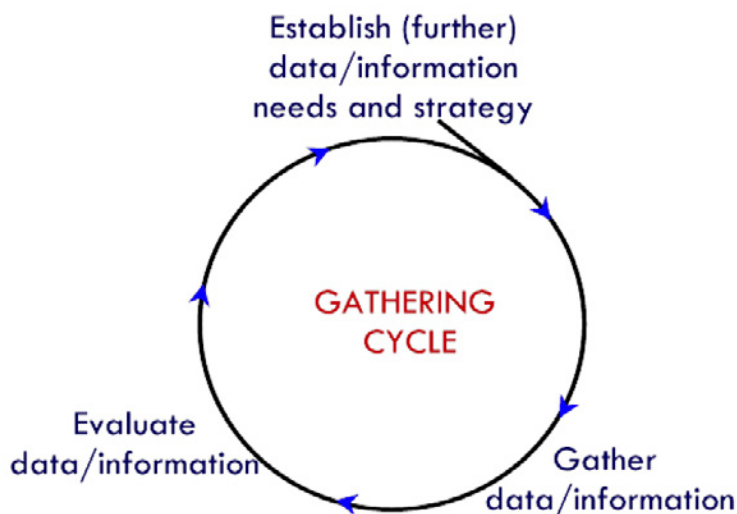 Establish (further)
data/information
needs and strategy
GATHERING
CYCLE
Evaluate
data/information
Gather
data/information